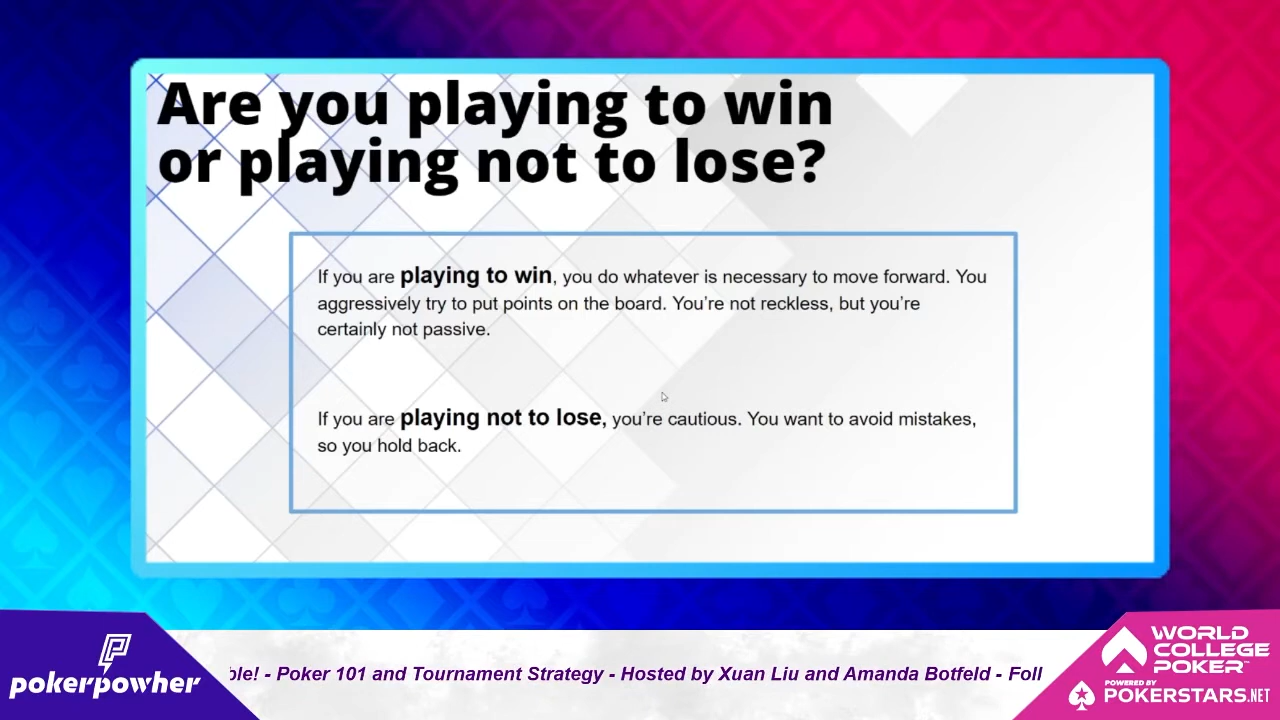 Are you playing to win
or playing not to lose?
If you are playing to win, you do whatever is necessary to move forward. You
aggressively try to put points on the board. You’re not reckless, but you’re
certainly not passive.
If you are playing not to lose, you’re cautious. You want to avoid mistakes,
so you hold back.
pokerpowher
ble! - Poker 101 and Tournament Strategy - Hosted by Xuan Liu and Amanda Botfeld - Foll
WORLD
COLLEGE
POKER™
POWERED BY
POKERSTARS.NET